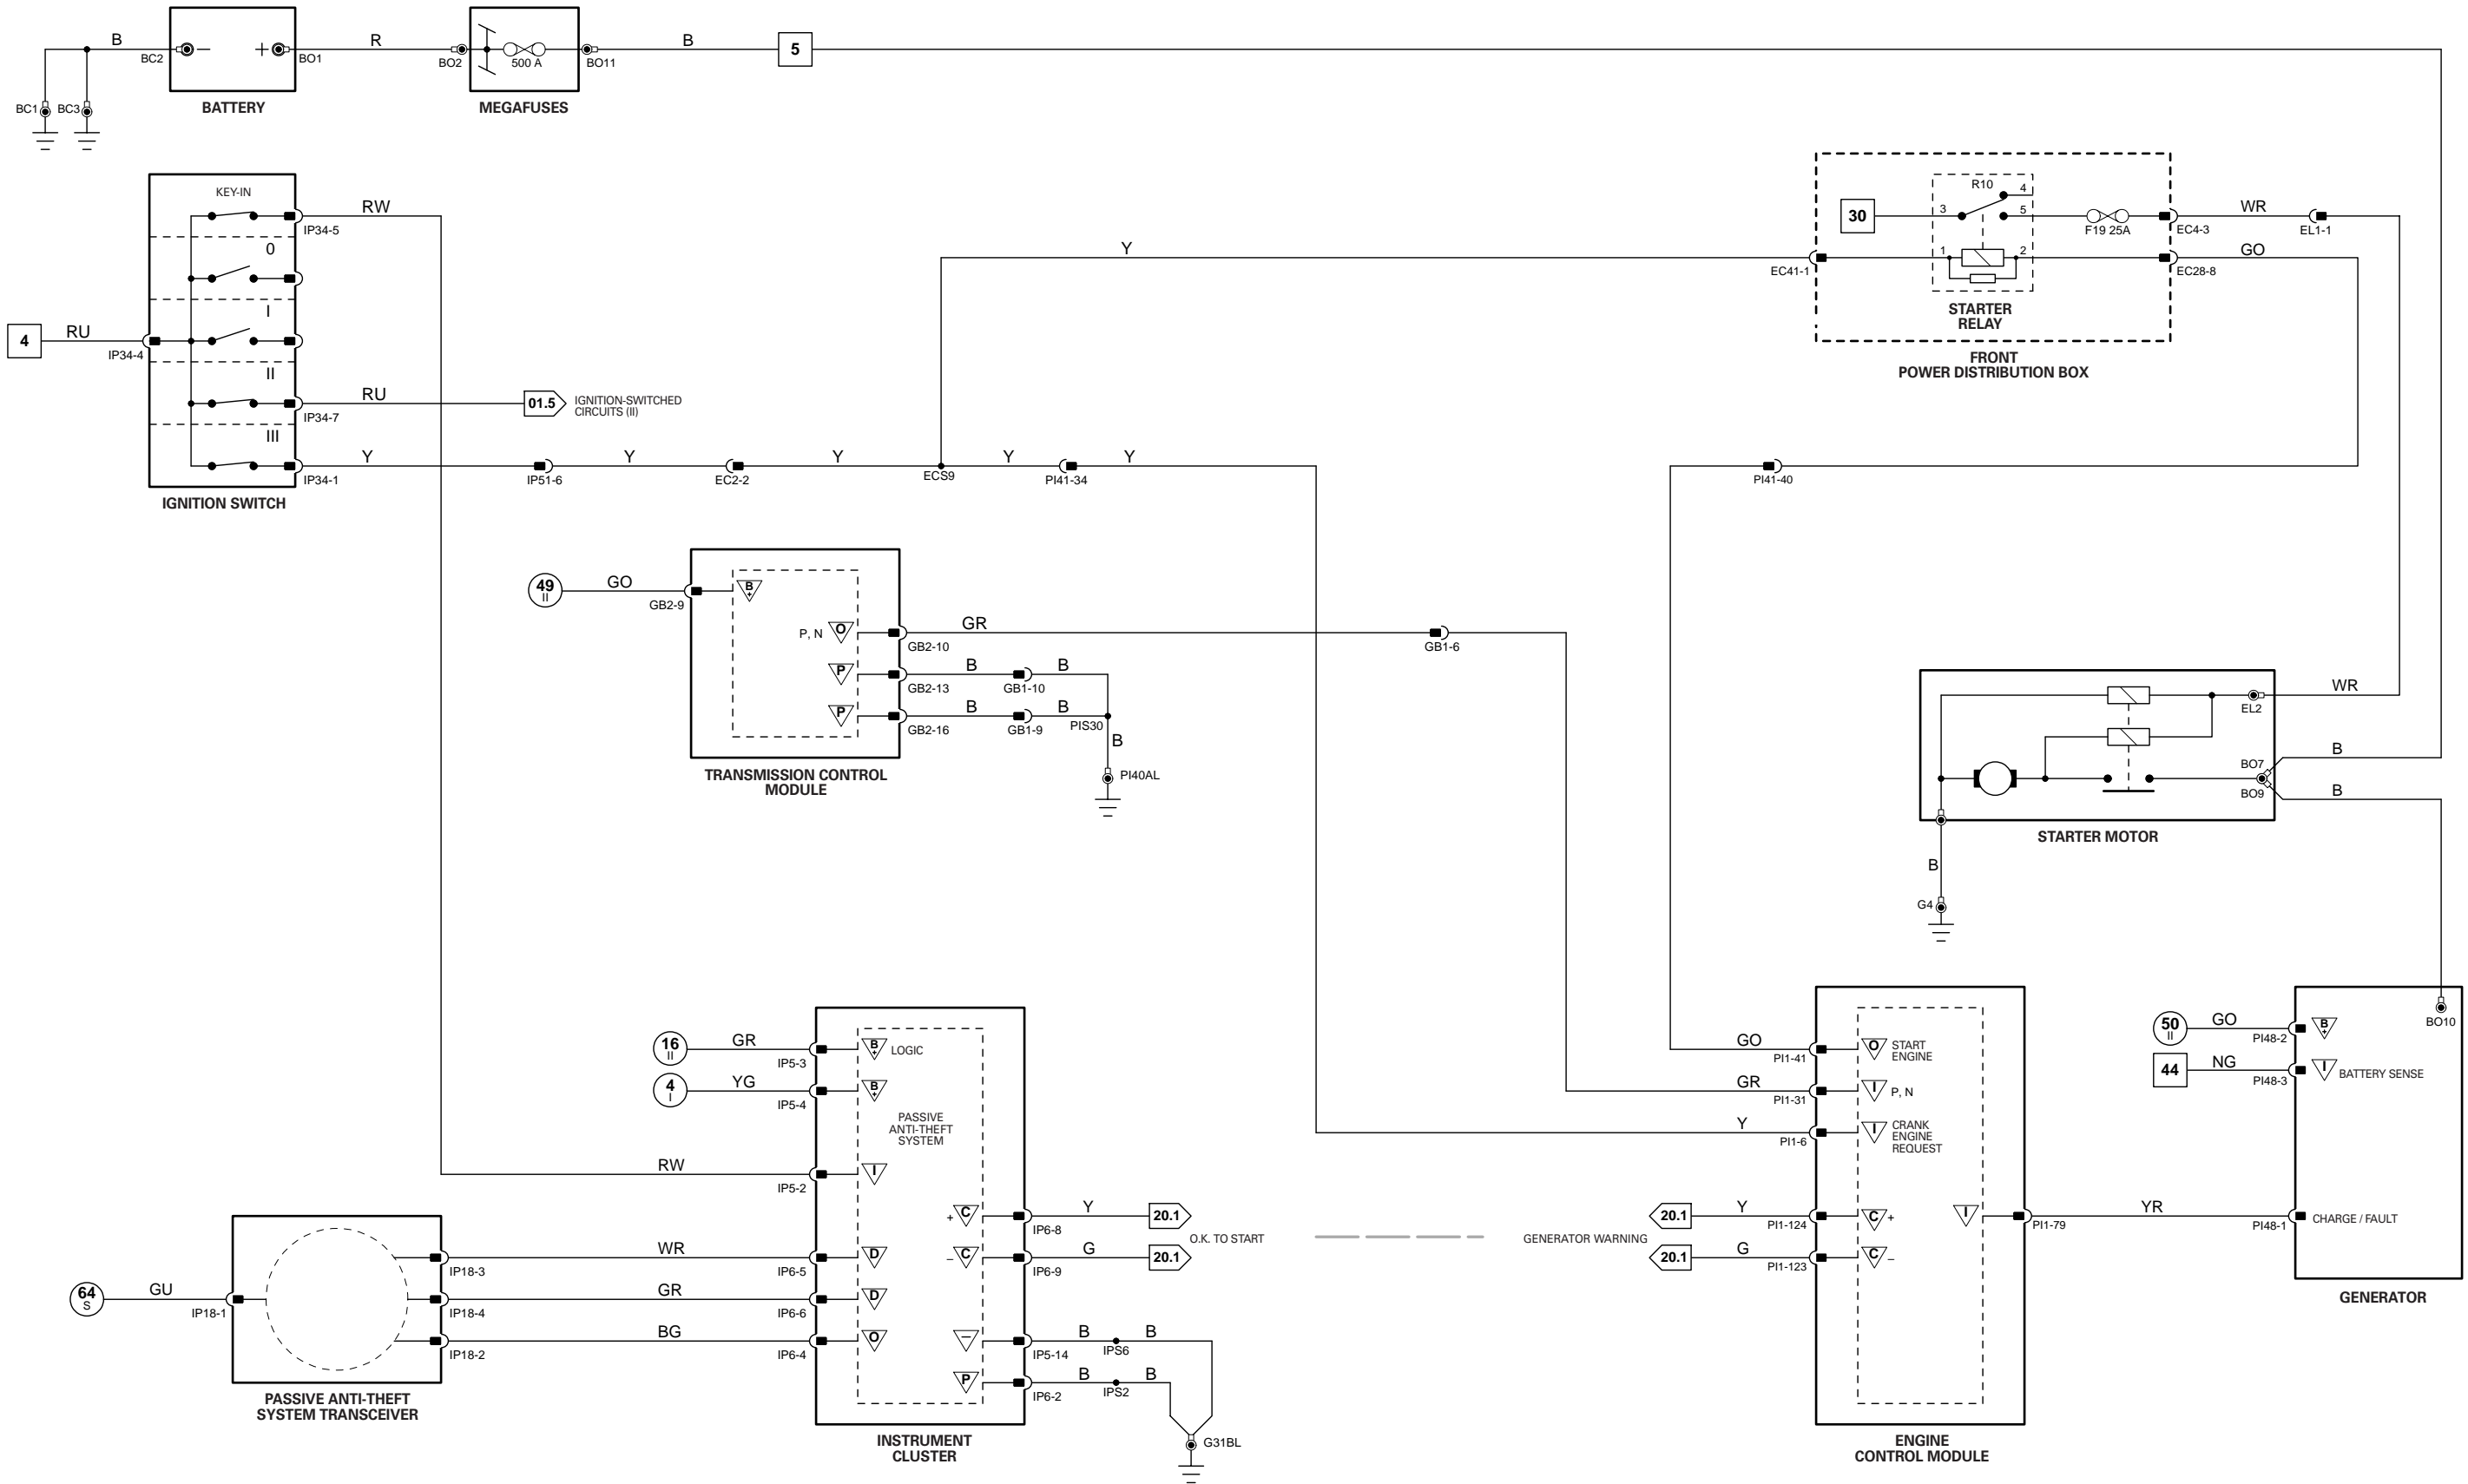 B
BC2
BC1
BC3
BATTERY
+
BO1
R
BO2
500 A
BO11
MEGAFUSES
B
5
KEY-IN
0
I
II
III
4
RU
IP34-4
RW
IP34-5
RU
IP34-7
01.5
IGNITION-SWITCHED
CIRCUITS (II)
Y
IP34-1
IGNITION SWITCH
IP51-6
Y
EC2-2
Y
ECS9
Y
PI41-34
Y
Y
EC41-1
30
R10
3
4
5
1
2
F19 25A
EC4-3
WR
EL1-1
EC28-8
GO
STARTER
RELAY
FRONT
POWER DISTRIBUTION BOX
PI41-40
49
II
GO
GB2-9
B
+
P, N
O
P
P
GB2-10
GR
GB1-6
GB2-13
B
GB1-10
B
GB2-16
B
GB1-9
B
PIS30
B
PI40AL
TRANSMISSION CONTROL
MODULE
EL2
WR
BO7
B
BO9
B
STARTER MOTOR
B
G4
16
II
GR
IP5-3
B
+
LOGIC
4
I
YG
IP5-4
B
+
PASSIVE
ANTI-THEFT
SYSTEM
RW
IP5-2
I
+
C
IP6-8
Y
20.1
O.K. TO START
–
C
IP6-9
G
20.1
64
S
GU
IP18-1
IP18-3
WR
IP6-5
D
IP18-4
GR
IP6-6
D
IP18-2
BG
IP6-4
O
–
IP5-14
B
IPS6
B
P
IP6-2
B
IPS2
B
G31BL
PASSIVE ANTI-THEFT
SYSTEM TRANSCEIVER
INSTRUMENT
CLUSTER
GO
PI1-41
O
START
ENGINE
GR
PI1-31
I
P, N
Y
PI1-6
I
CRANK
ENGINE
REQUEST
GENERATOR WARNING
20.1
Y
PI1-124
C
+
20.1
G
PI1-123
C
–
I
PI1-79
YR
PI48-1
CHARGE / FAULT
ENGINE
CONTROL MODULE
50
II
GO
PI48-2
B
+
44
NG
PI48-3
I
BATTERY SENSE
BO10
GENERATOR